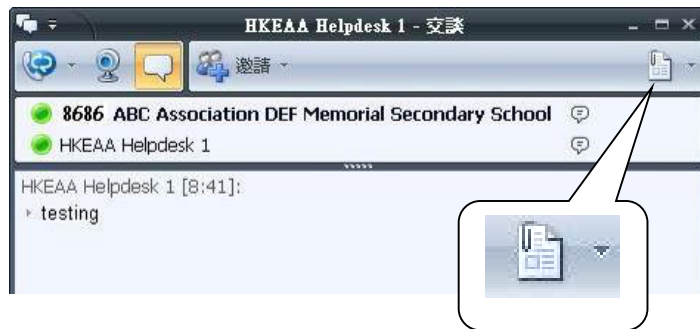 HKEAA Helpdesk 1 - 交談
邀請
8686 ABC Association DEF Memorial Secondary School
HKEAA Helpdesk 1
HKEAA Helpdesk 1 [8:41]:
testing